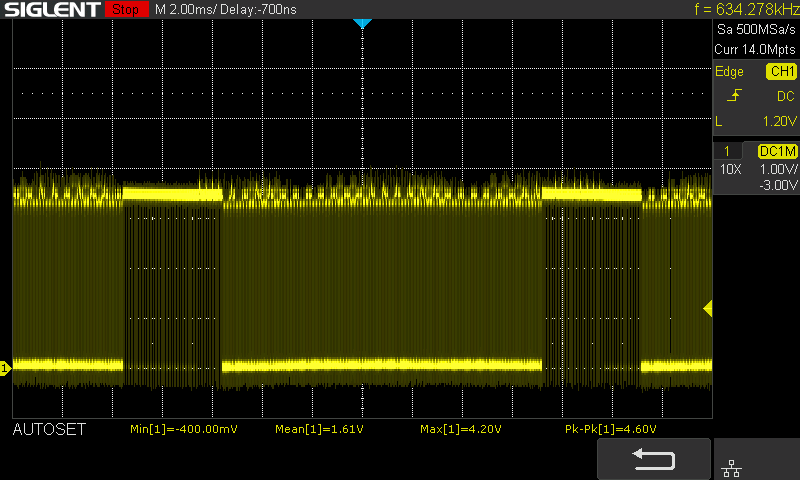 SIGLENT Stop M 2.00ms/ Delay:-700ns f = 634.278kHz
Sa 500MSa/s
Curr 14.0Mpts
Edge CH1
DC
L 1.20V
1 DC1M
10X 1.00V/
-3.00V
1
AUTOSET Min[1]=-400.00mV Mean[1]=1.61V Max[1]=4.20V Pk-Pk[1]=4.60V